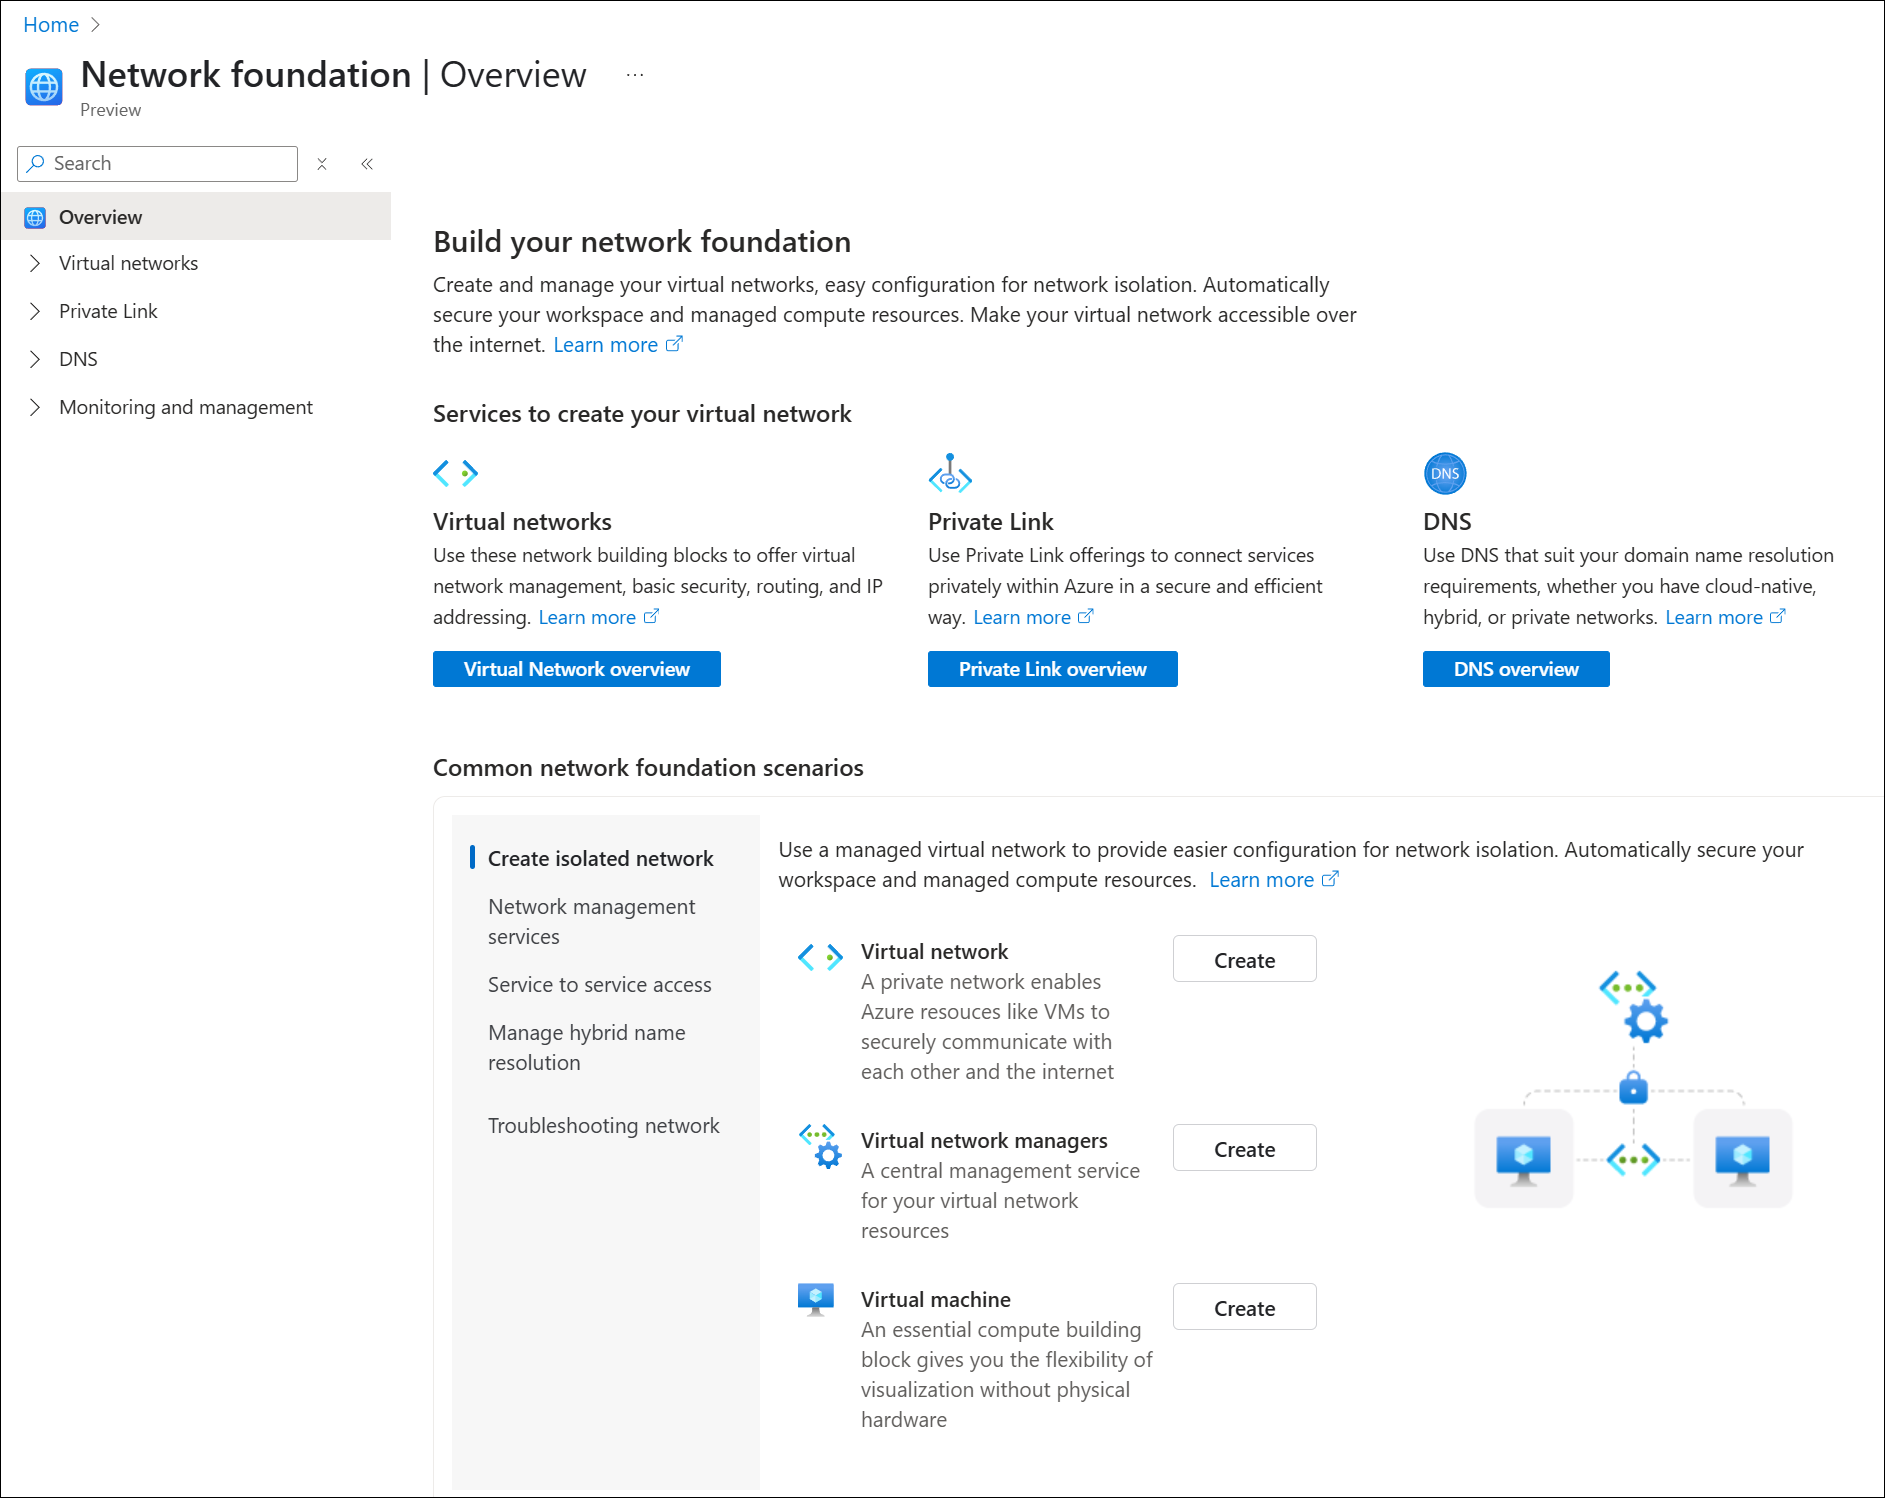 Home
Network foundation | Overview ...
Preview
Search
Overview
Virtual networks
Private Link
DNS
Monitoring and management
Build your network foundation
Create and manage your virtual networks, easy configuration for network isolation. Automatically
secure your workspace and managed compute resources. Make your virtual network accessible over
the internet. Learn more
Services to create your virtual network
Virtual networks
Use these network building blocks to offer virtual
network management, basic security, routing, and IP
addressing. Learn more
Virtual Network overview
Private Link
Use Private Link offerings to connect services
privately within Azure in a secure and efficient
way. Learn more
Private Link overview
DNS
DNS
Use DNS that suit your domain name resolution
requirements, whether you have cloud-native,
hybrid, or private networks. Learn more
DNS overview
Common network foundation scenarios
Create isolated network
Network management
services
Service to service access
Manage hybrid name
resolution
Troubleshooting network
Use a managed virtual network to provide easier configuration for network isolation. Automatically secure your
workspace and managed compute resources. Learn more
Virtual network
A private network enables
Azure resouces like VMs to
securely communicate with
each other and the internet
Create
Virtual network managers
A central management service
for your virtual network
resources
Create
Virtual machine
An essential compute building
block gives you the flexibility of
visualization without physical
hardware
Create